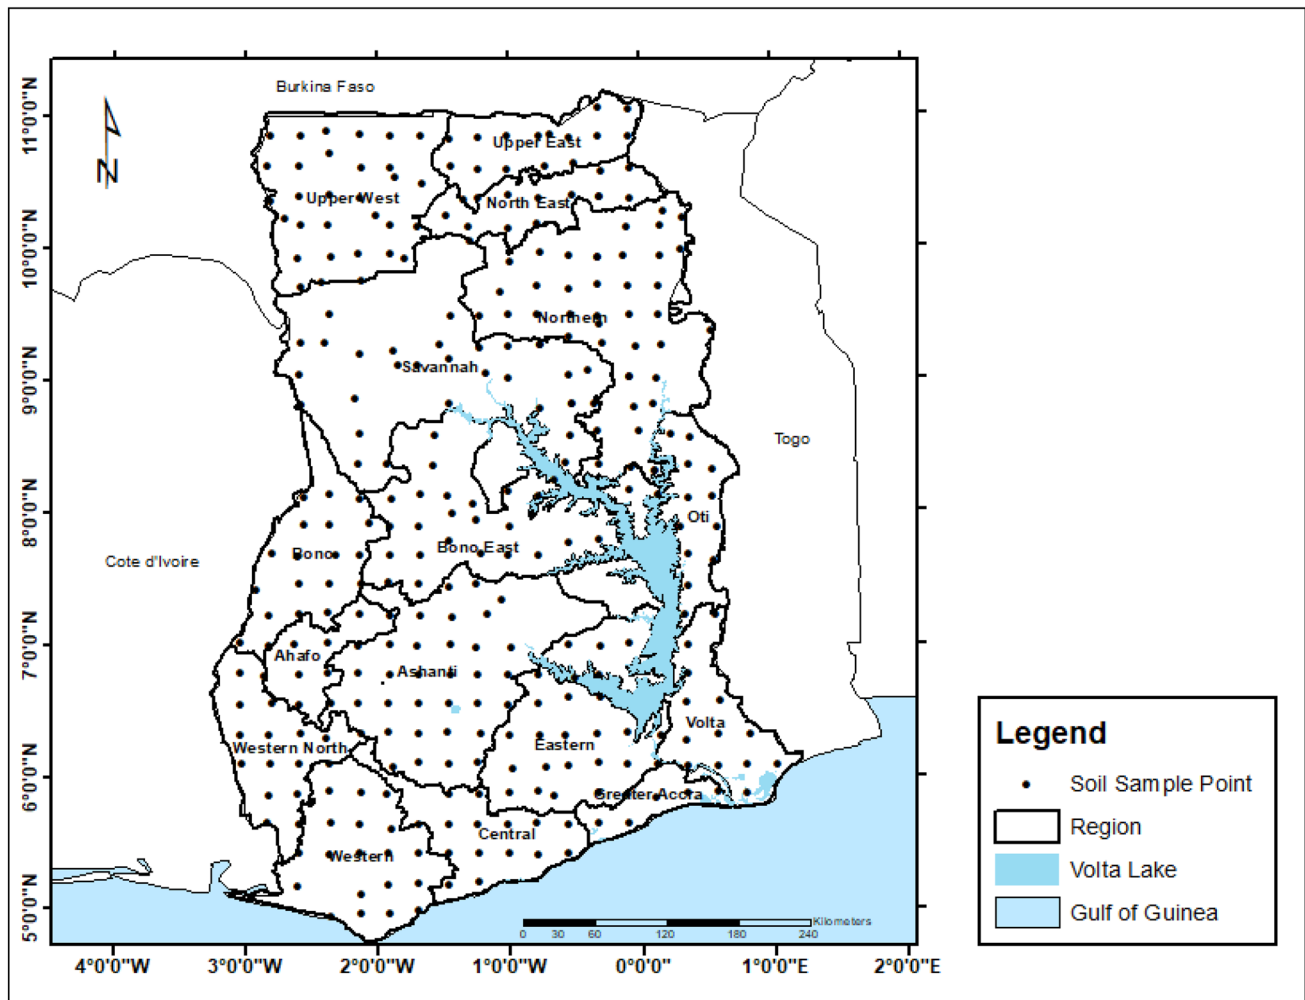 Burkina Faso
11°0'0"N
N
Upper East
Upper West
North East
10°0'0"N
Northern
Savannah
9°0'0"N
Togo
Oti
8°0'0"N
Bono
Bono East
Cote d'Ivoire
7°0'0"N
Ahafo
Ashanti
Volta
Western North
Eastern
6°0'0"N
Greater Accra
Central
Western
5°0'0"N
Kilometers
0 30 60 120 180 240
4°0'0"W 3°0'0"W 2°0'0"W 1°0'0"W 0°0'0" 1°0'0"E 2°0'0"E
Legend
Soil Sample Point
Region
Volta Lake
Gulf of Guinea